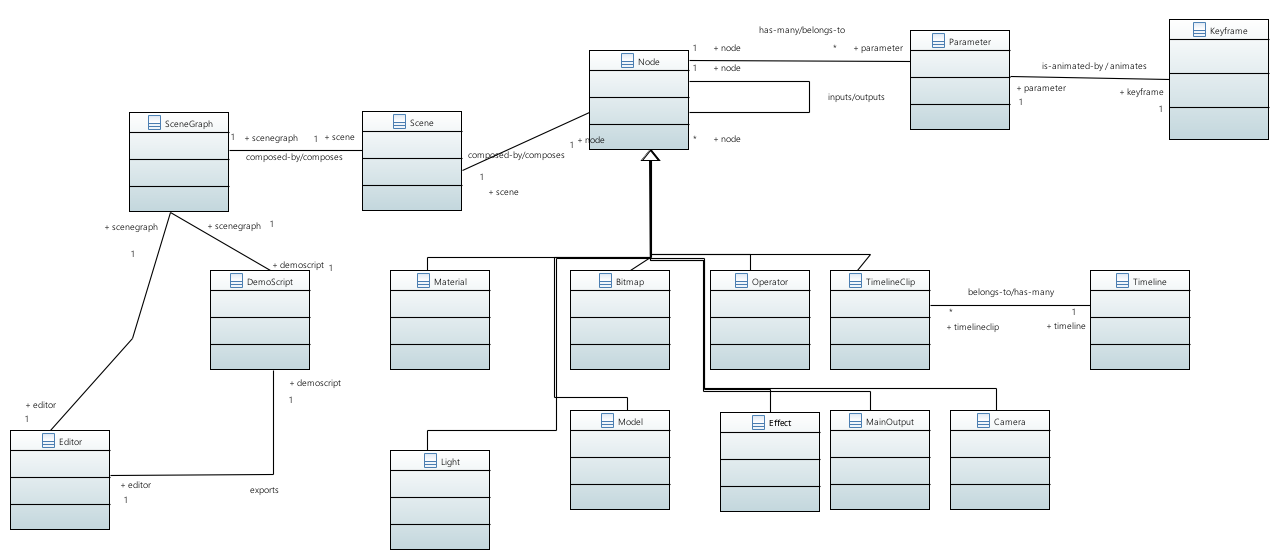 Keyframe
has-many/belongs-to
Parameter
1 + node * + parameter
Node
1 + node
is-animated-by / animates
+ parameter
+ keyframe
inputs/outputs
1
1
SceneGraph
Scene
1 + scenegraph 1 + scene
1 + node
* + node
composed-by/composes
composed-by/composes
1
+ scene
+ scenegraph
+ scenegraph 1
1
+ demoscript 1
DemoScript
Material
Bitmap
Operator
TimelineClip
Timeline
belongs-to/has-many
*
1
+ timelineclip
+ timeline
+ demoscript
1
+ editor
1
Editor
Model
Effect
MainOutput
Camera
Light
+ editor
1
exports